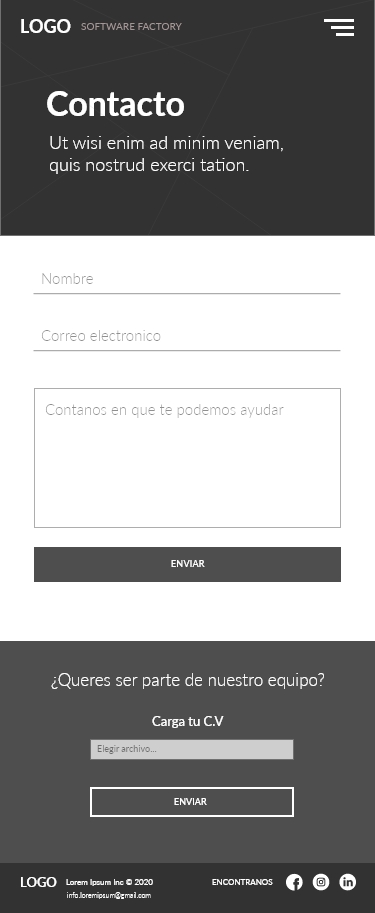 LOGO SOFTWARE FACTORY
Contacto
Ut wisi enim ad minim veniam,
quis nostrud exerci tation.
Nombre
Correo electronico
Contanos en que te podemos ayudar
ENVIAR
¿Queres ser parte de nuestro equipo?
Carga tu C.V
Elegir archivo...
ENVIAR
LOGO Lorem Ipsum Inc © 2020 ENCONTRANOS
info.loremipsum@gmail.com